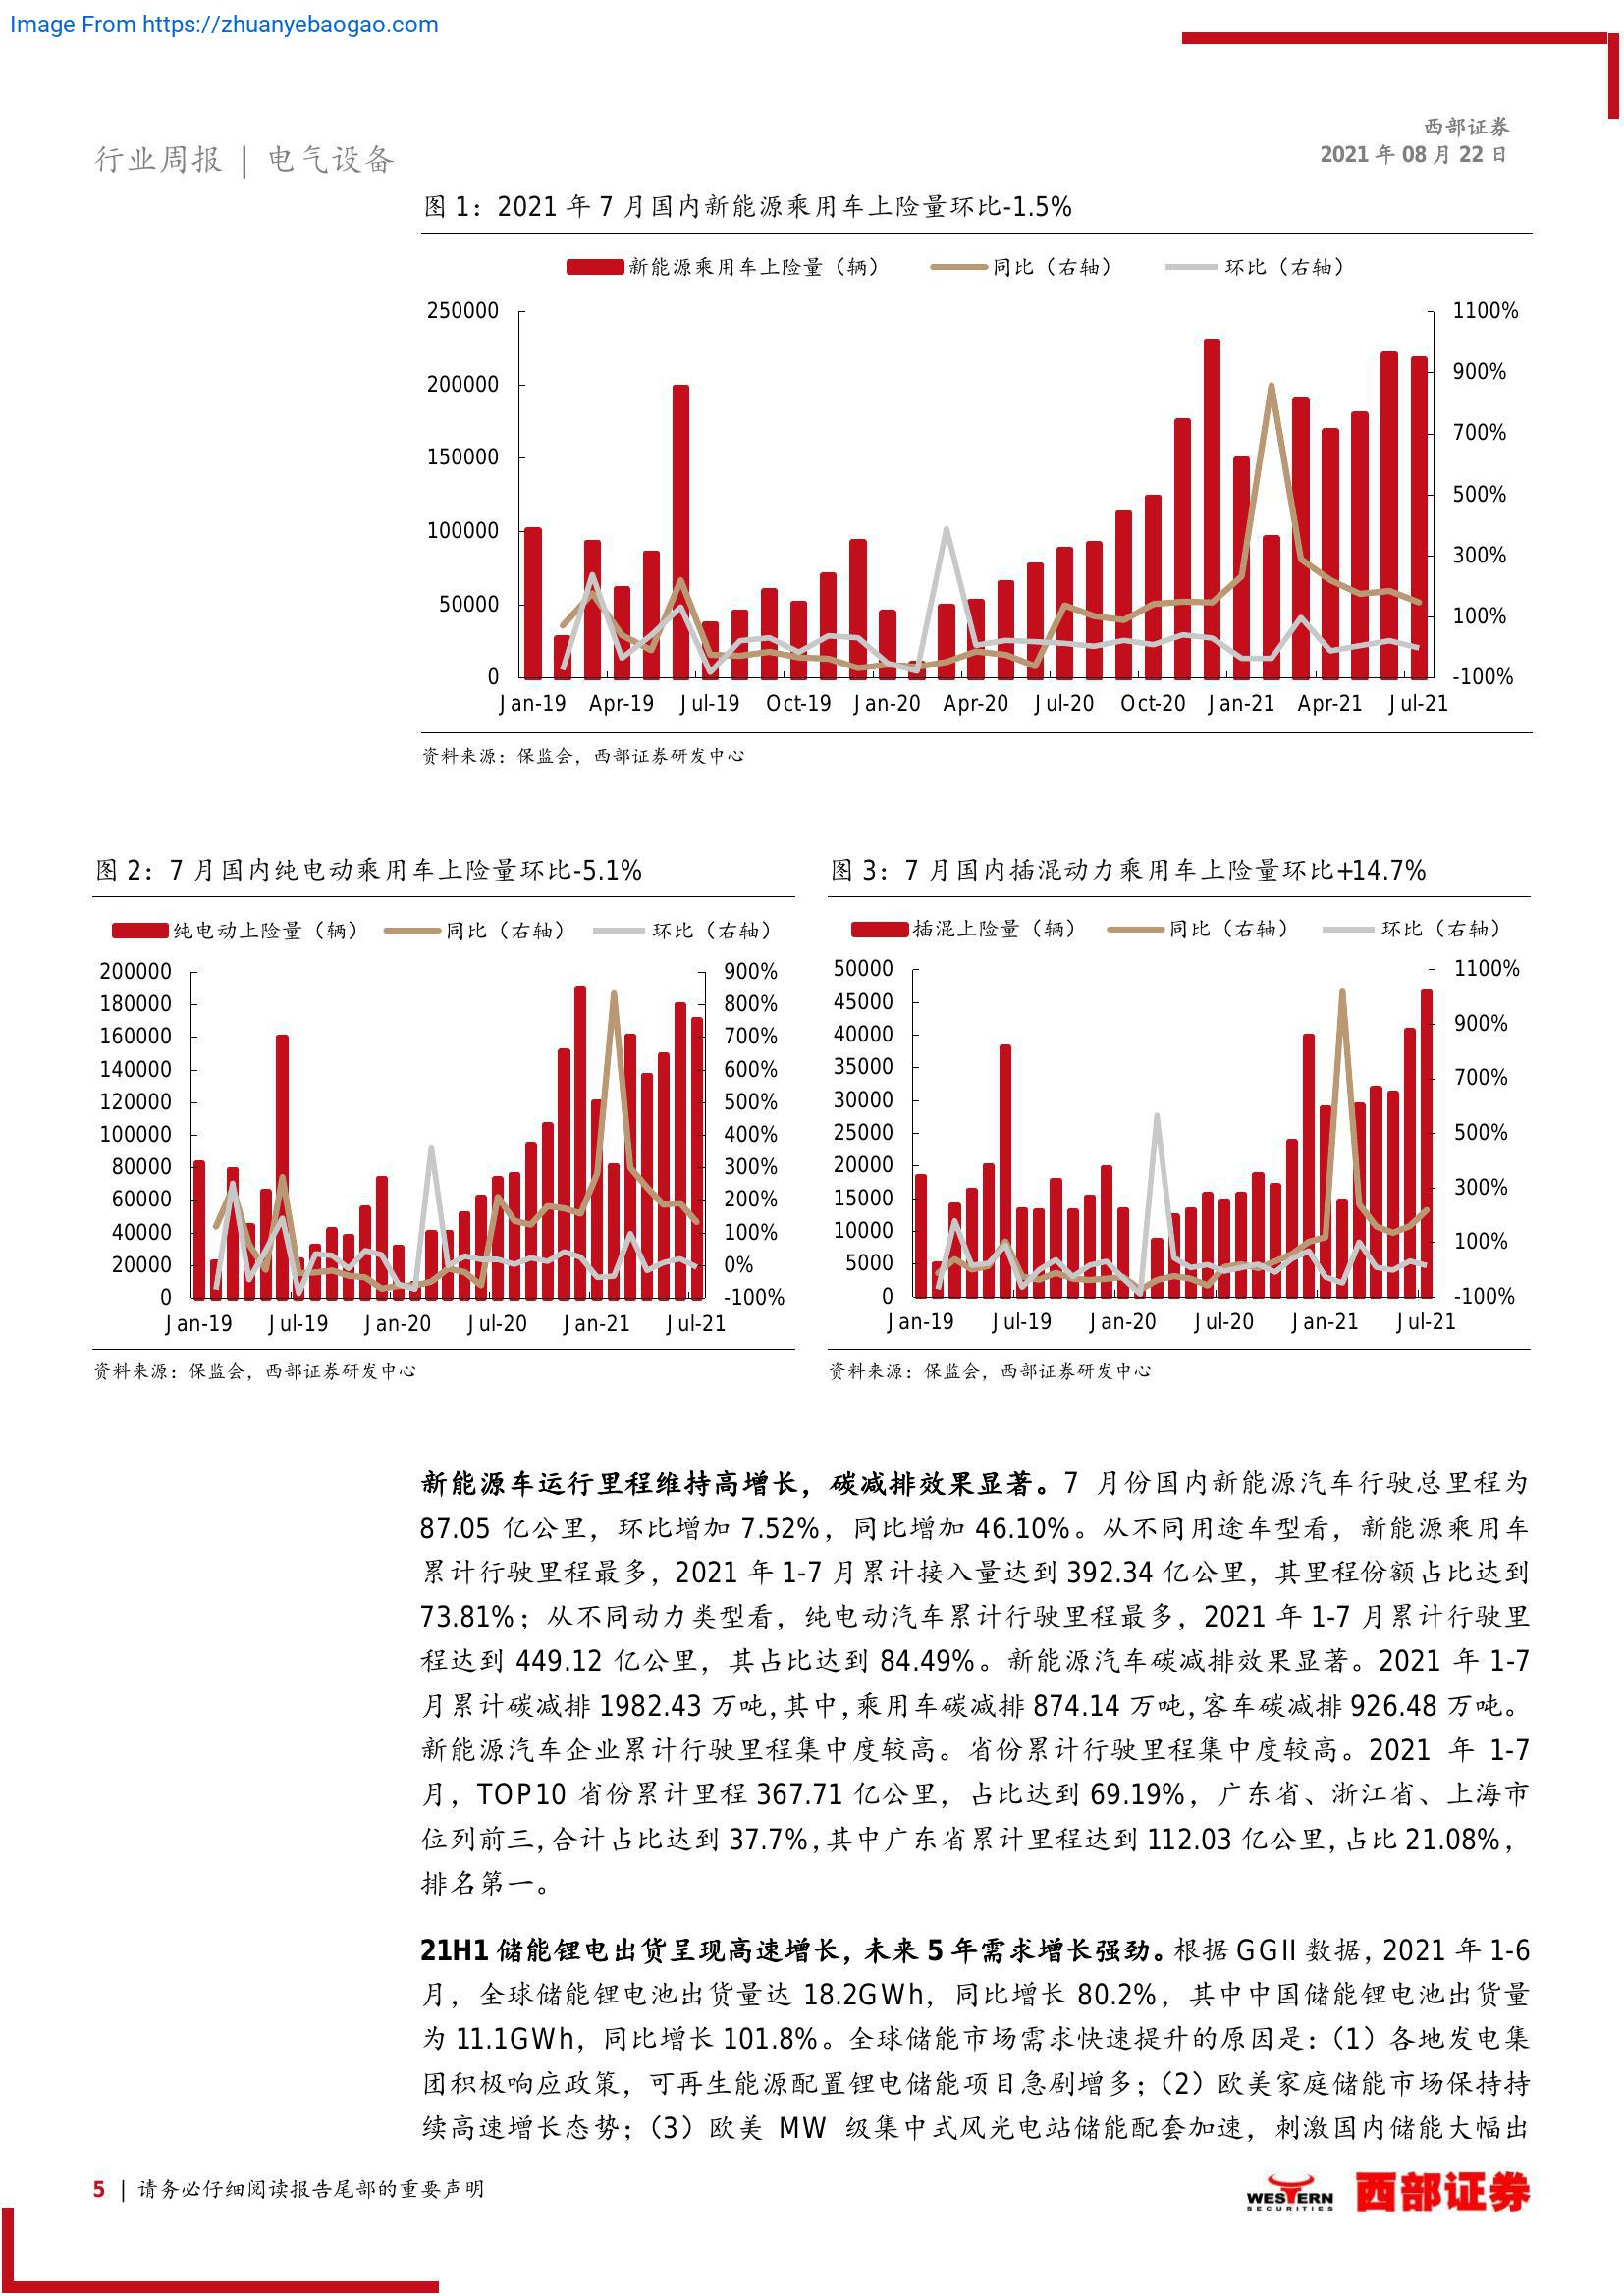 Image From https://zhuanyebaogao.com
西部证券
行业周报 | 电气设备
2021 年 08 月 22 日
图 1：2021 年 7 月国内新能源乘用车上险量环比-1.5%
新能源乘用车上险量（辆） 同比（右轴） 环比（右轴）
250000 1100%
200000 900%
150000 700%
100000 500%
50000 300%
0 100%
-100%
Jan-19 Apr-19 Jul-19 Oct-19 Jan-20 Apr-20 Jul-20 Oct-20 Jan-21 Apr-21 Jul-21
资料来源：保监会，西部证券研发中心
图 2：7 月国内纯电动乘用车上险量环比-5.1%
纯电动上险量（辆） 同比（右轴） 环比（右轴）
200000 900%
180000 800%
160000 700%
140000 600%
120000 500%
100000 400%
80000 300%
60000 200%
40000 100%
20000 0%
0 -100%
Jan-19 Jul-19 Jan-20 Jul-20 Jan-21 Jul-21
资料来源：保监会，西部证券研发中心
图 3：7 月国内插混动力乘用车上险量环比+14.7%
插混上险量（辆） 同比（右轴） 环比（右轴）
50000 1100%
45000
40000 900%
35000 700%
30000
25000 500%
20000
15000 300%
10000 100%
5000
0 -100%
Jan-19 Jul-19 Jan-20 Jul-20 Jan-21 Jul-21
资料来源：保监会，西部证券研发中心
新能源车运行里程维持高增长，碳减排效果显著。7 月份国内新能源汽车行驶总里程为
87.05 亿公里，环比增加 7.52%，同比增加 46.10%。从不同用途车型看，新能源乘用车
累计行驶里程最多，2021 年 1-7 月累计接入量达到 392.34 亿公里，其里程份额占比达到
73.81%；从不同动力类型看，纯电动汽车累计行驶里程最多，2021 年 1-7 月累计行驶里
程达到 449.12 亿公里，其占比达到 84.49%。新能源汽车碳减排效果显著。2021 年 1-7
月累计碳减排 1982.43 万吨，其中，乘用车碳减排 874.14 万吨，客车碳减排 926.48 万吨。
新能源汽车企业累计行驶里程集中度较高。省份累计行驶里程集中度较高。2021 年 1-7
月，TOP10 省份累计里程 367.71 亿公里，占比达到 69.19%，广东省、浙江省、上海市
位列前三，合计占比达到 37.7%，其中广东省累计里程达到 112.03 亿公里，占比 21.08%，
排名第一。
21H1 储能锂电出货呈现高速增长，未来 5 年需求增长强劲。根据 GGII 数据，2021 年 1-6
月，全球储能锂电池出货量达 18.2GWh，同比增长 80.2%，其中中国储能锂电池出货量
为 11.1GWh，同比增长 101.8%。全球储能市场需求快速提升的原因是：（1）各地发电集
团积极响应政策，可再生能源配置锂电储能项目急剧增多；（2）欧美家庭储能市场保持持
续高速增长态势；（3）欧美 MW 级集中式风光电站储能配套加速，刺激国内储能大幅出
5 | 请务必仔细阅读报告尾部的重要声明
WESTERN
SECURITIES
西部证券